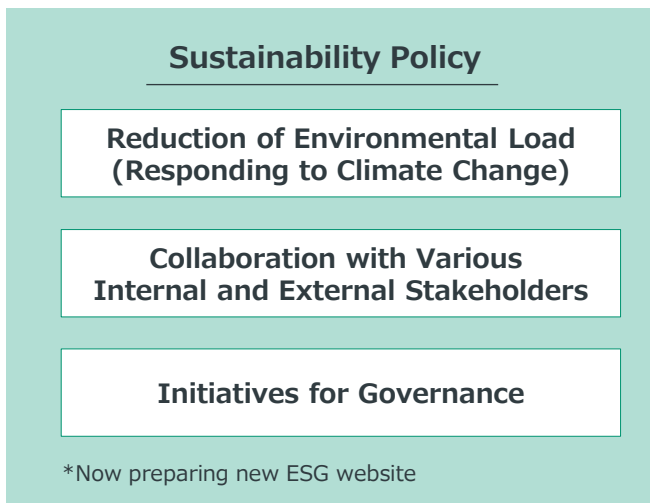 Sustainability Policy
Reduction of Environmental Load
(Responding to Climate Change)
Collaboration with Various
Internal and External Stakeholders
Initiatives for Governance
*Now preparing new ESG website